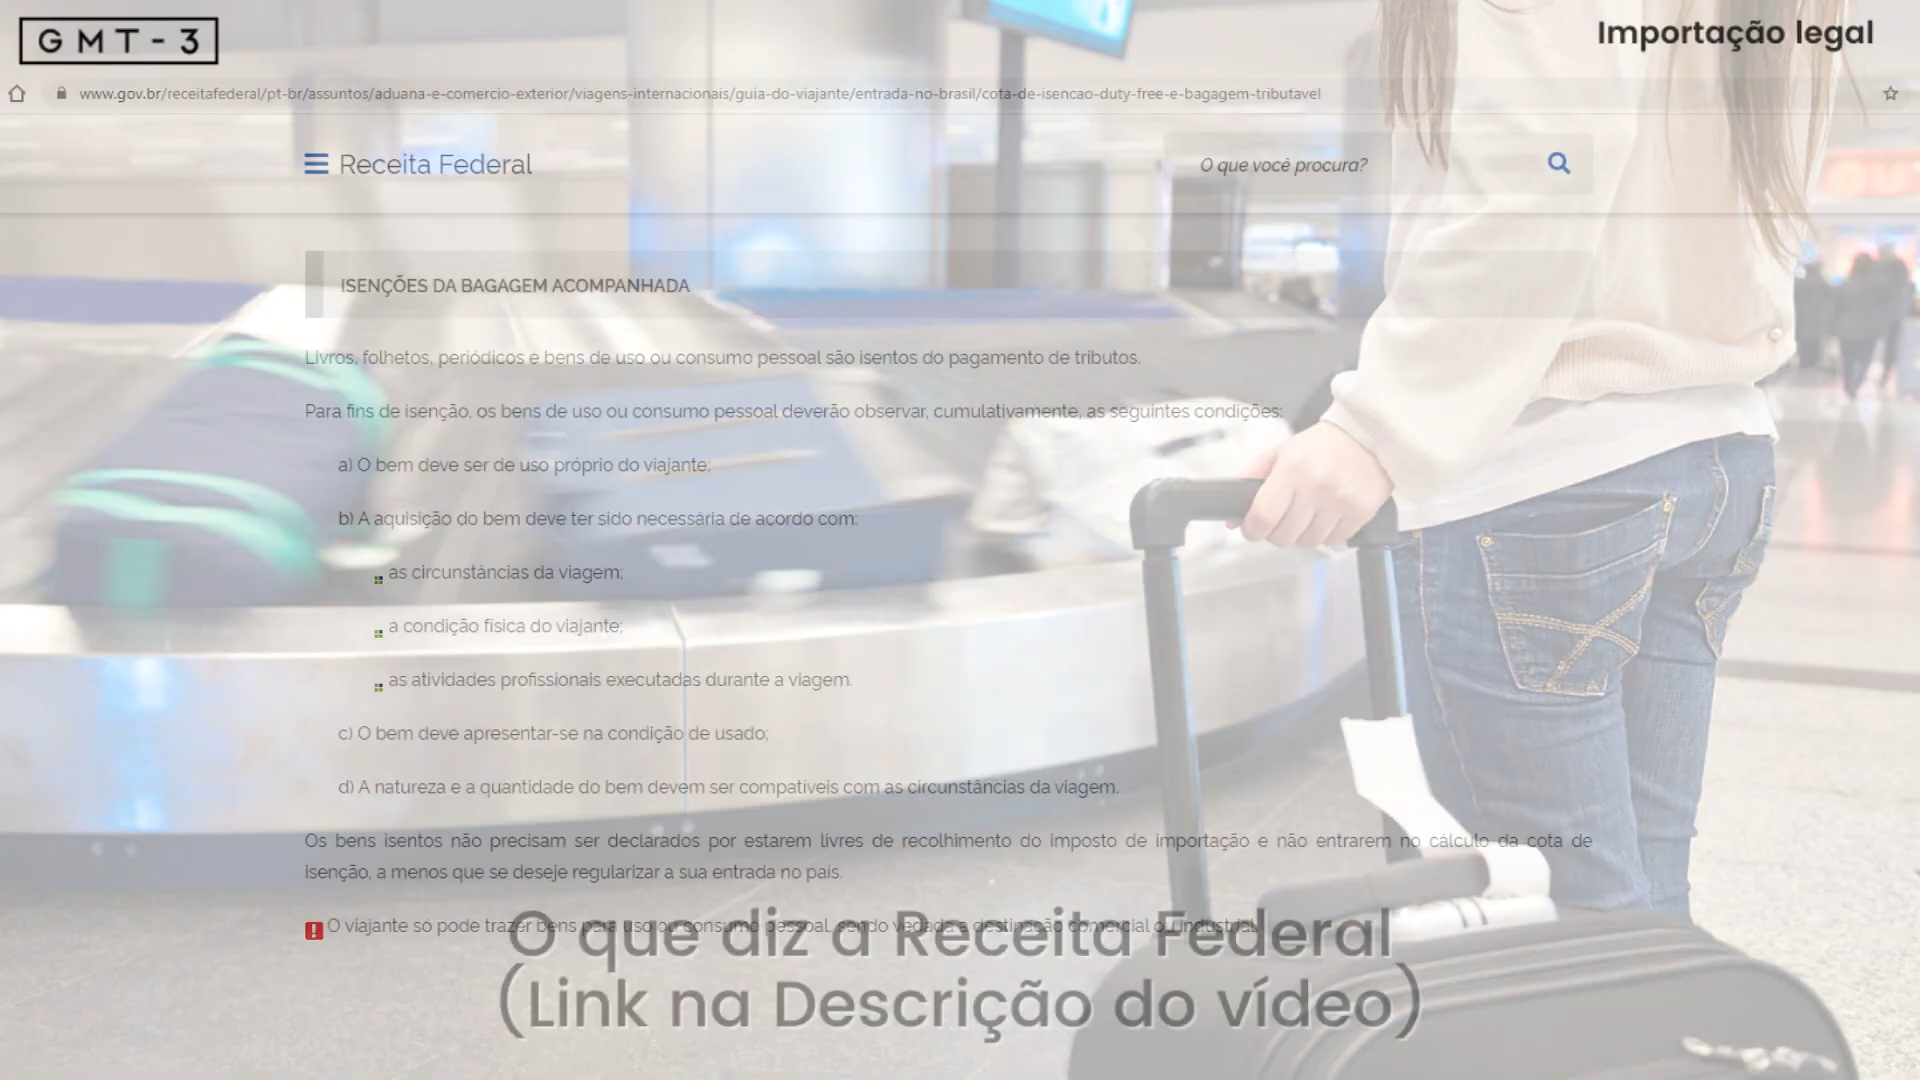 GMT-3
Importação legal
www.gov.br/receitafederal/pt-br/assuntos/aduana-e-comercio-exterior/viagens-internacionais/guia-do-viajante/entrada-no-brasil/cota-de-isencao-duty-free-e-bagagem-tributavel
Receita Federal
O que você procura?
ISENÇÕES DA BAGAGEM ACOMPANHADA
Livros, folhetos, periódicos e bens de uso ou consumo pessoal são isentos do pagamento de tributos.
Para fins de isenção, os bens de uso ou consumo pessoal deverão observar, cumulativamente, as seguintes condições:
a) O bem deve ser de uso próprio do viajante;
b) A aquisição do bem deve ter sido necessária de acordo com:
as circunstâncias da viagem;
a condição física do viajante;
as atividades profissionais executadas durante a viagem.
c) O bem deve apresentar-se na condição de usado;
d) A natureza e a quantidade do bem devem ser compatíveis com as circunstâncias da viagem.
Os bens isentos não precisam ser declarados por estarem livres de recolhimento do imposto de importação e não entrarem no cálculo da cota de
isenção, a menos que se deseje regularizar a sua entrada no país.
O viajante só pode trazer bens para uso ou consumo pessoal, sendo vedada a destinação comercial ou industrial.
O que diz a Receita Federal
(Link na Descrição do vídeo)